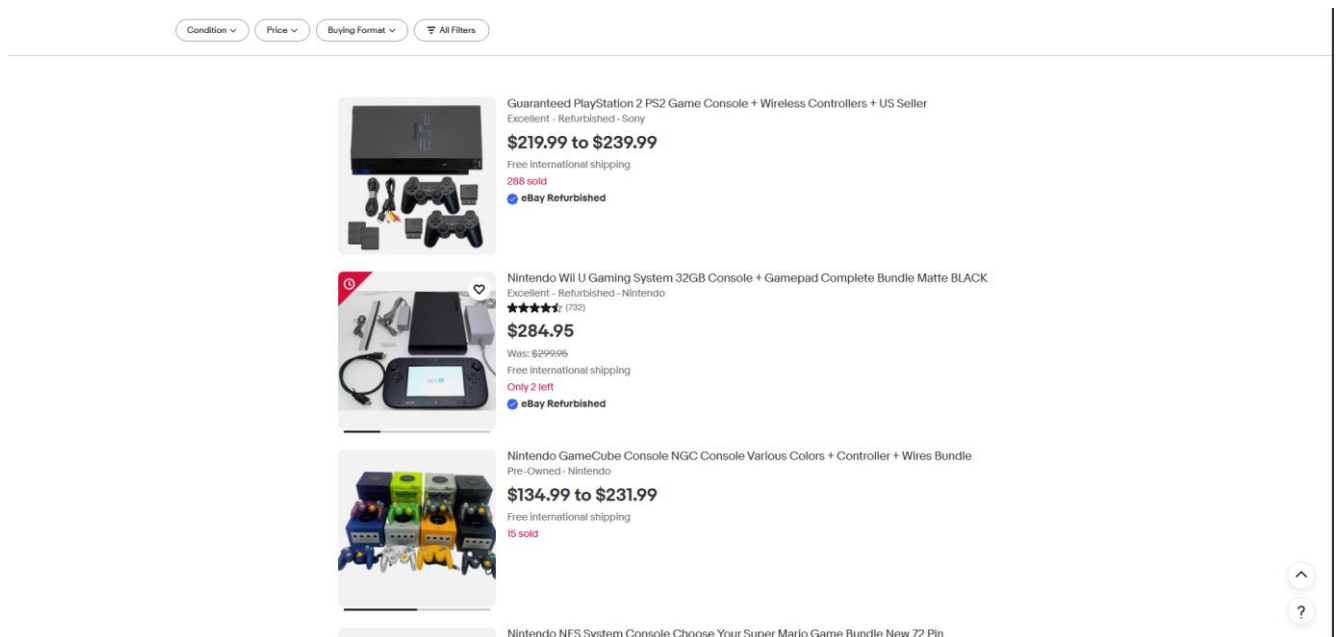 Condition
Price
Buying Format
All Filters
Guaranteed PlayStation 2 PS2 Game Console + Wireless Controllers + US Seller
Excellent - Refurbished · Sony
$219.99 to $239.99
Free international shipping
288 sold
eBay Refurbished
PS2
Nintendo Wii U Gaming System 32GB Console + Gamepad Complete Bundle Matte BLACK
Excellent - Refurbished · Nintendo
(732)
$284.95
Was: $299.95
Free international shipping
Only 2 left
eBay Refurbished
Nintendo GameCube Console NGC Console Various Colors + Controller + Wires Bundle
Pre-Owned · Nintendo
$134.99 to $231.99
Free international shipping
15 sold
?
Nintendo NES System Console Choose Your Super Mario Game Bundle New 72 Pin